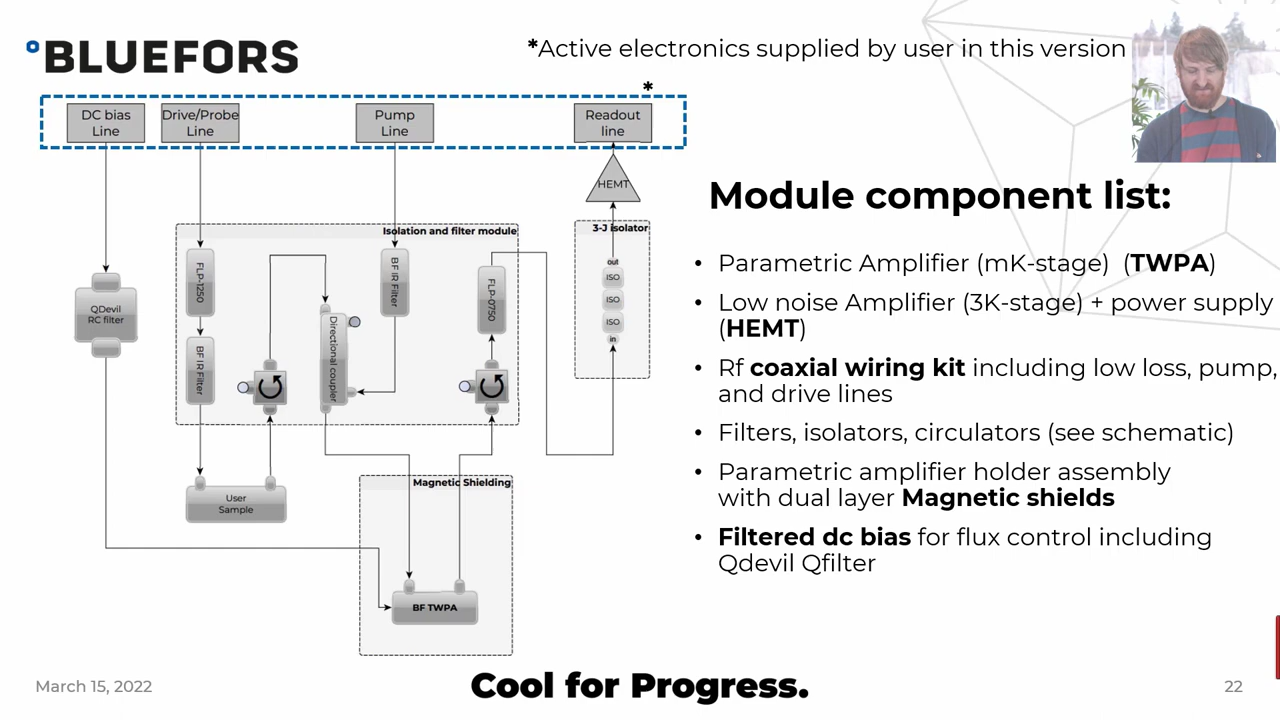 BLUEFORS
*Active electronics supplied by user in this version
*
DC bias
Line
Drive/Probe
Line
Pump
Line
Readout
line
HEMT
Isolation and filter module
3-J isolator
out
ISO
ISO
ISO
in
FLP-1250
BF IR Filter
Directional coupler
BF IR Filter
FLP-0750
QDevil
RC filter
User
Sample
Magnetic Shielding
BF TWPA
Module component list:
• Parametric Amplifier (mK-stage) (TWPA)
• Low noise Amplifier (3K-stage) + power supply
(HEMT)
• Rf coaxial wiring kit including low loss, pump,
and drive lines
• Filters, isolators, circulators (see schematic)
• Parametric amplifier holder assembly
with dual layer Magnetic shields
• Filtered dc bias for flux control including
Qdevil Qfilter
March 15, 2022
Cool for Progress.
22